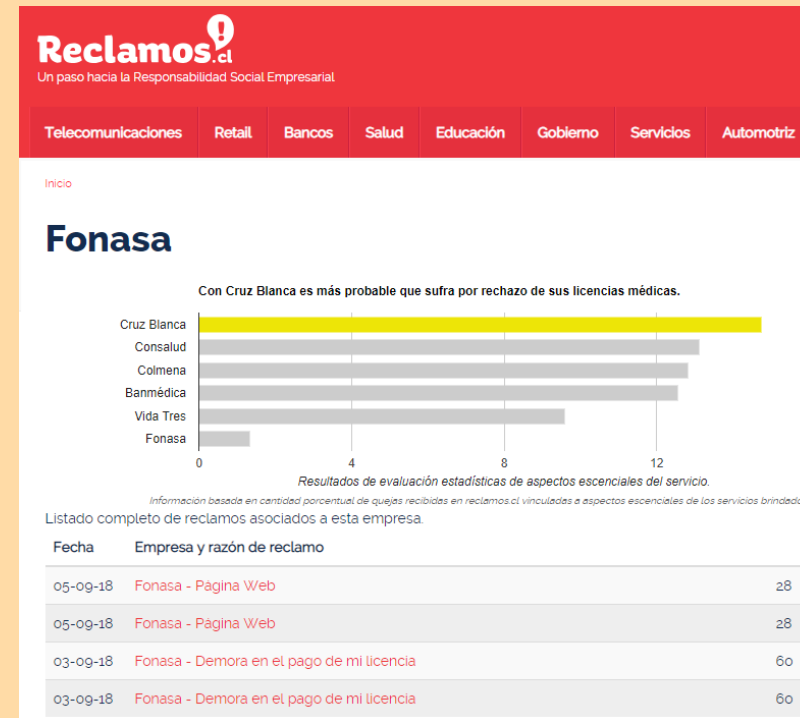 Reclamos!.cl
Un paso hacia la Responsabilidad Social Empresarial
Telecomunicaciones Retail Bancos Salud Educación Gobierno Servicios Automotriz
Inicio
Fonasa
Con Cruz Blanca es más probable que sufra por rechazo de sus licencias médicas.
Cruz Blanca
Consalud
Colmena
Banmédica
Vida Tres
Fonasa
0 4 8 12
Resultados de evaluación estadísticas de aspectos escenciales del servicio.
Información basada en cantidad porcentual de quejas recibidas en reclamos.cl vinculadas a aspectos escenciales de los servicios brindado
Listado completo de reclamos asociados a esta empresa.
Fecha Empresa y razón de reclamo
05-09-18 Fonasa - Página Web 28
05-09-18 Fonasa - Página Web 28
03-09-18 Fonasa - Demora en el pago de mi licencia 60
03-09-18 Fonasa - Demora en el pago de mi licencia 60